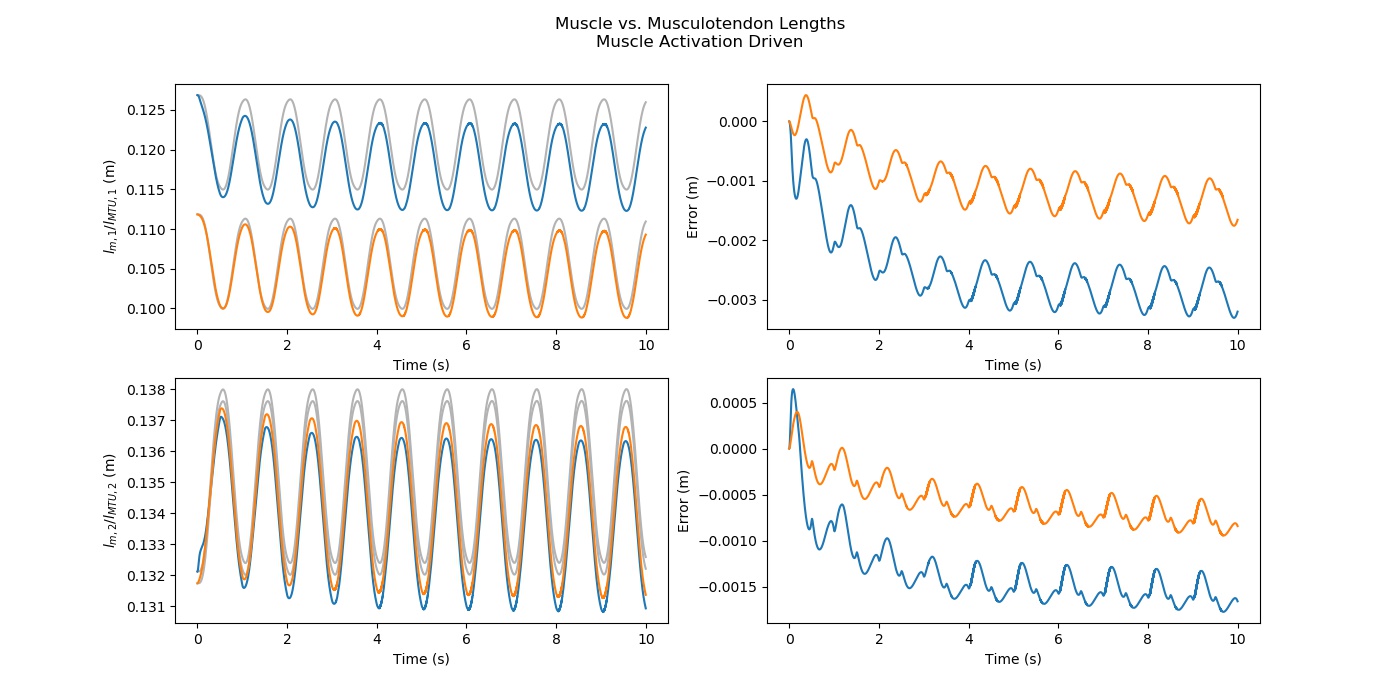 Muscle vs. Musculotendon Lengths
Muscle Activation Driven
0.125
0.120
0.115
0.110
0.105
0.100
l_{m,1}/l_{MTU,1} (m)
0 2 4 6 8 10
Time (s)
0.000
−0.001
−0.002
−0.003
Error (m)
0 2 4 6 8 10
Time (s)
0.138
0.137
0.136
0.135
0.134
0.133
0.132
0.131
l_{m,2}/l_{MTU,2} (m)
0 2 4 6 8 10
Time (s)
0.0005
0.0000
−0.0005
−0.0010
−0.0015
Error (m)
0 2 4 6 8 10
Time (s)